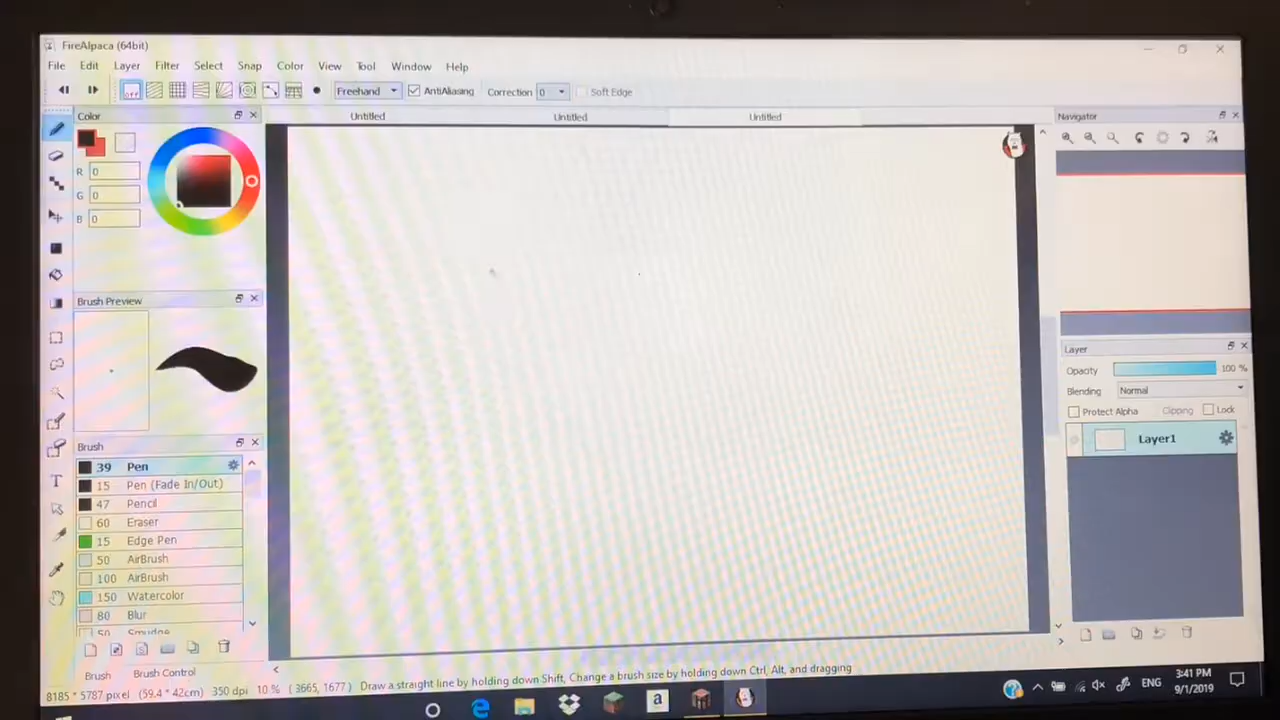 FireAlpaca (64bit)
File Edit Layer Filter Select Snap Color View Tool Window Help
off Freehand AntiAliasing Correction 0 Soft Edge
Color
Untitled Untitled Untitled
Navigator
R 0
G 0
B 0
Brush Preview
Layer
Opacity 100 %
Blending Normal
Protect Alpha Clipping Lock
Layer1
Brush
39 Pen
15 Pen (Fade In/Out)
47 Pencil
60 Eraser
15 Edge Pen
50 AirBrush
100 AirBrush
150 Watercolor
80 Blur
50 Smudge
T
Brush Brush Control
8185 * 5787 pixel (59.4 * 42cm) 350 dpi 10 % ( 3665, 1677 ) Draw a straight line by holding down Shift, Change a brush size by holding down Ctrl, Alt, and dragging
a ENG 3:41 PM
9/1/2019